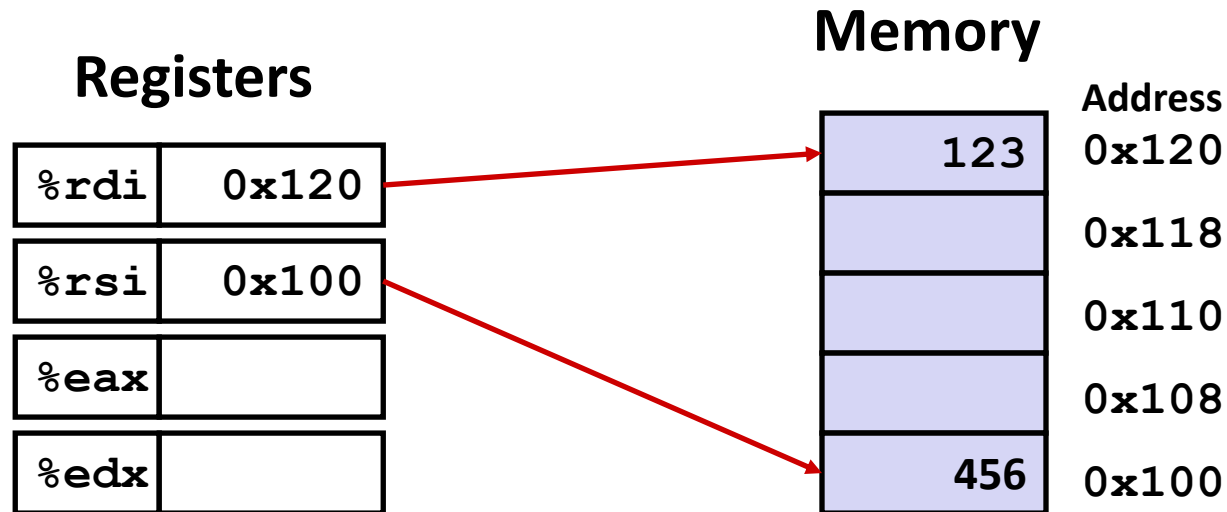 Registers
%rdi 0x120
%rsi 0x100
%eax
%edx
Memory
Address
123 0x120
0x118
0x110
0x108
456 0x100